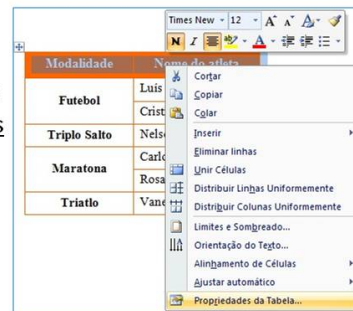 Times New 12
N I
Modalidade Nome do atleta
Futebol
Luis
Crist
Triplo Salto
Nels
Maratona
Carl
Rosa
Triatlo
Vane
Cortar
Copiar
Colar
Inserir
Eliminar linhas
Unir Células
Distribuir Linhas Uniformemente
Distribuir Colunas Uniformemente
Limites e Sombreado...
Orientação do Texto...
Alinhamento de Células
Ajustar automático
Propriedades da Tabela...